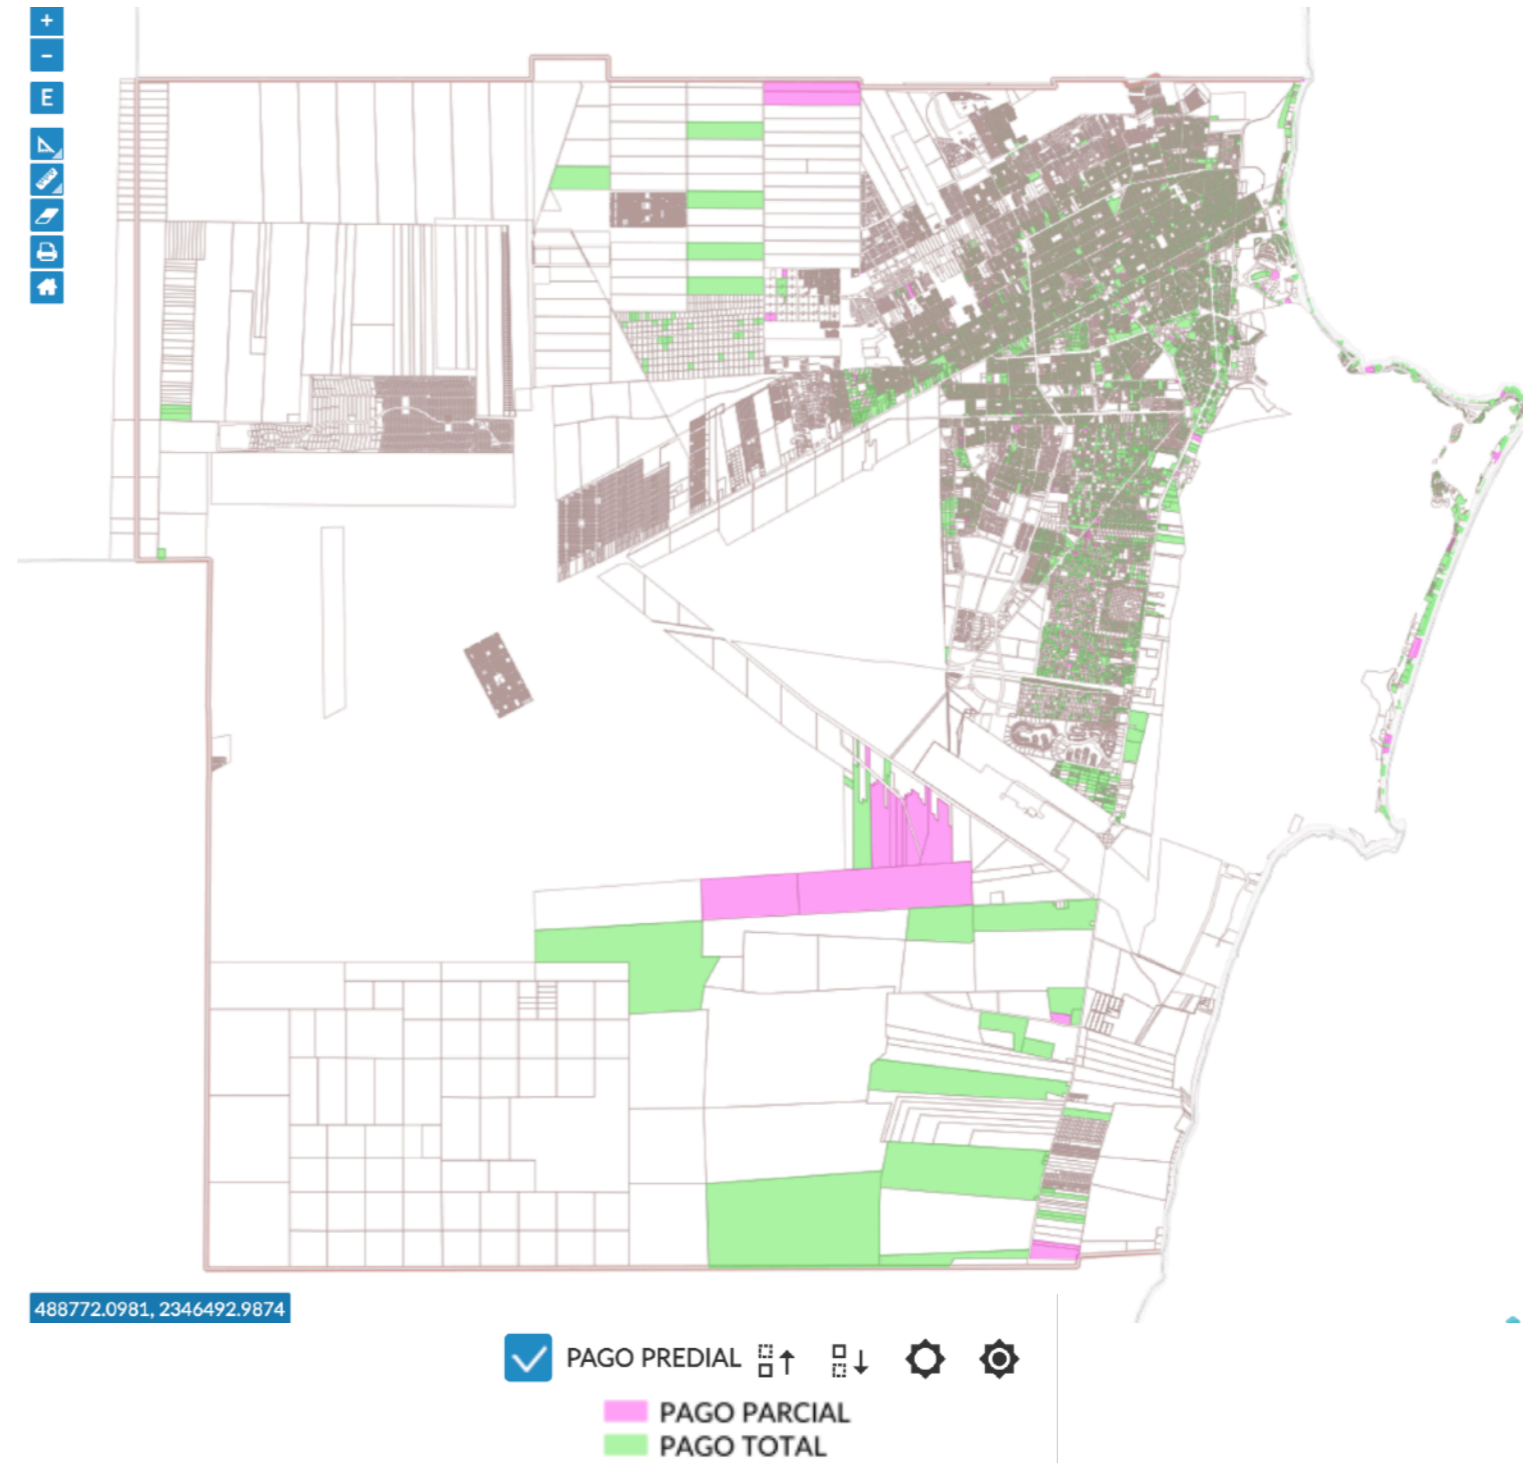 +
-
E
488772.0981, 2346492.9874
PAGO PREDIAL
PAGO PARCIAL
PAGO TOTAL